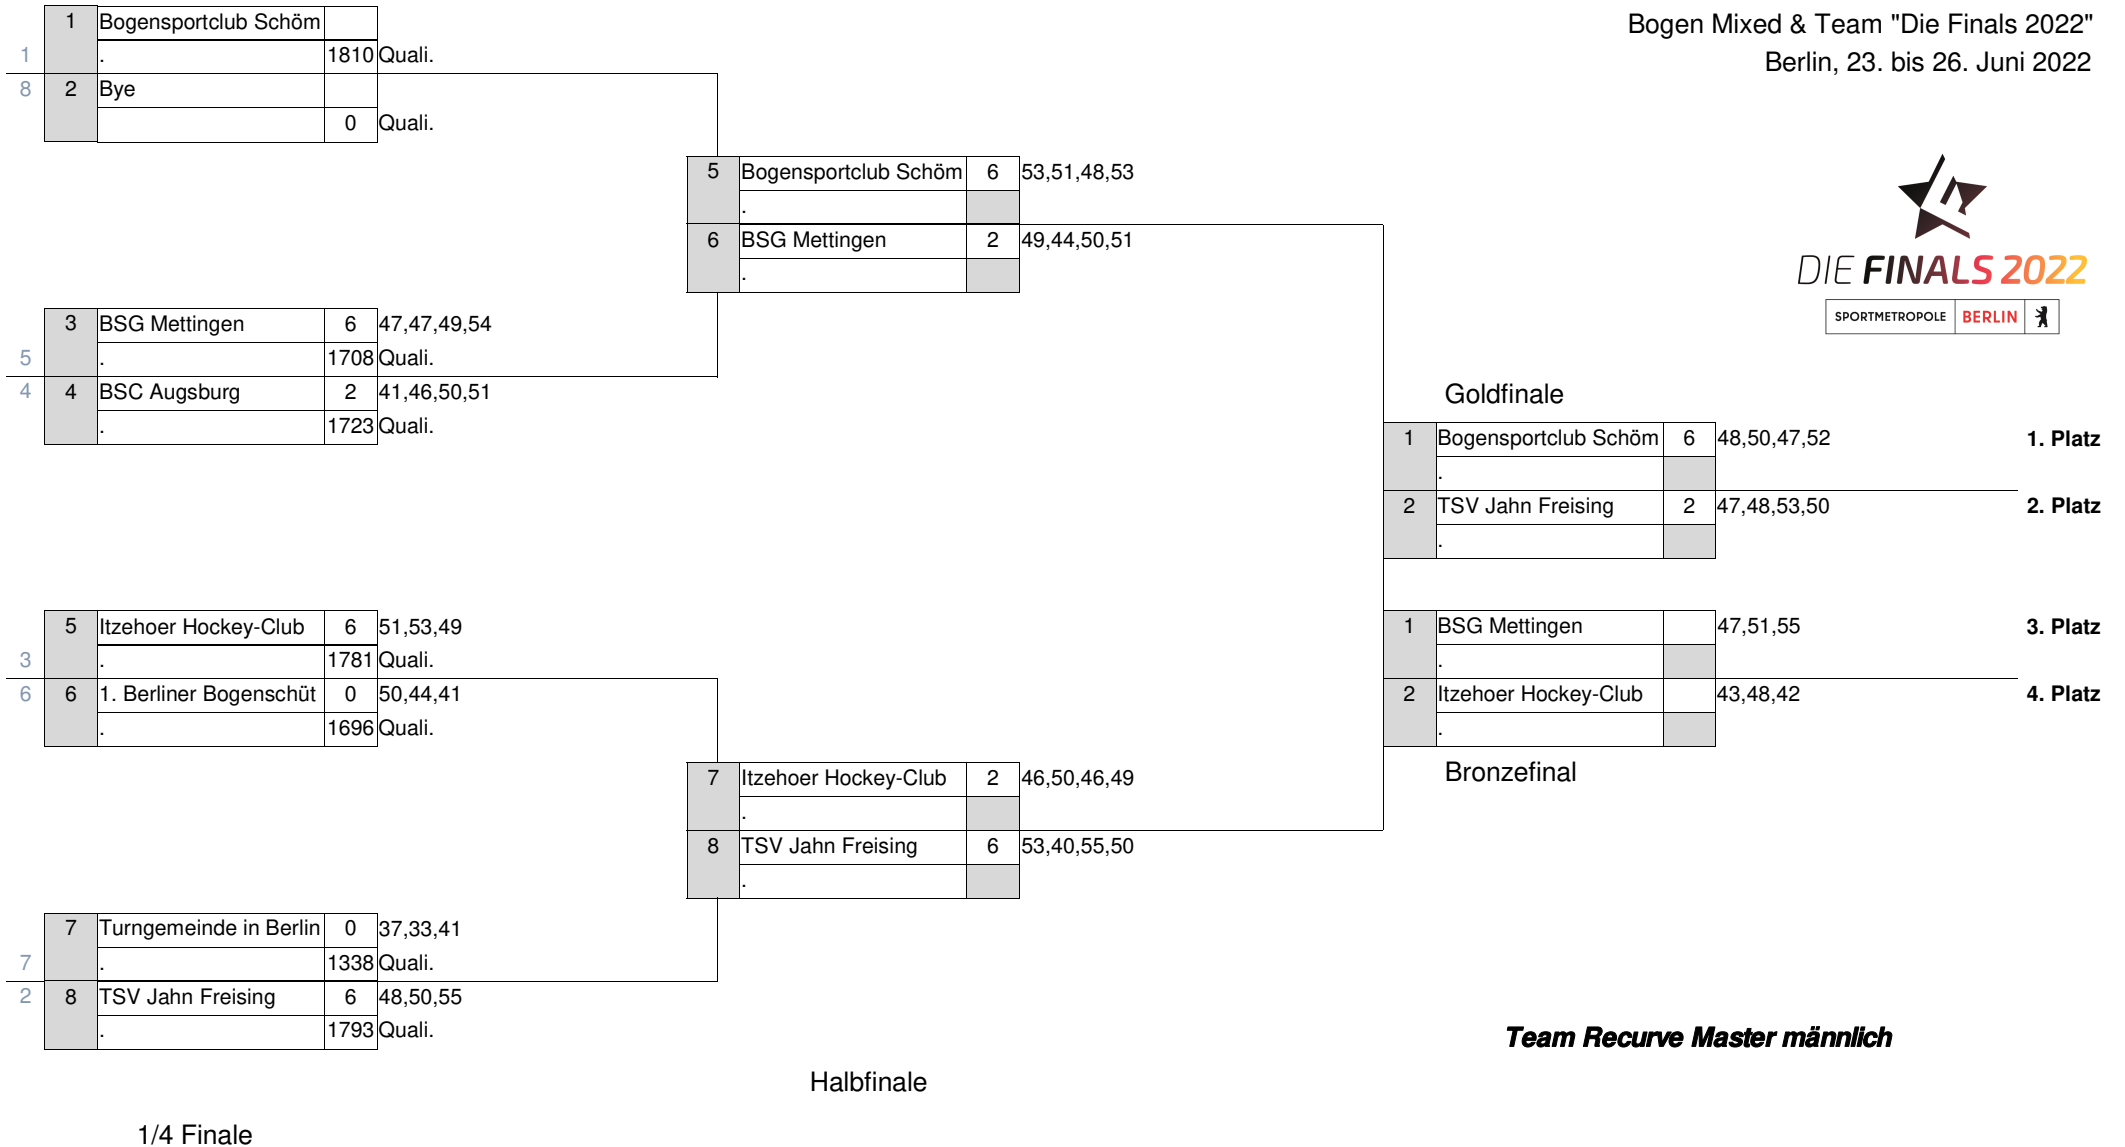 Bogen Mixed & Team "Die Finals 2022"
Berlin, 23. bis 26. Juni 2022
DIE FINALS 2022
SPORTMETROPOLE BERLIN
1 Bogensportclub Schöm
1 . 1810 Quali.
8 2 Bye
0 Quali.
3 BSG Mettingen 6 47,47,49,54
5 . 1708 Quali.
4 4 BSC Augsburg 2 41,46,50,51
. 1723 Quali.
5 Itzehoer Hockey-Club 6 51,53,49
3 . 1781 Quali.
6 6 1. Berliner Bogenschüt 0 50,44,41
. 1696 Quali.
7 Turngemeinde in Berlin 0 37,33,41
7 . 1338 Quali.
2 8 TSV Jahn Freising 6 48,50,55
. 1793 Quali.
1/4 Finale
5 Bogensportclub Schöm 6 53,51,48,53
.
6 BSG Mettingen 2 49,44,50,51
.
7 Itzehoer Hockey-Club 2 46,50,46,49
.
8 TSV Jahn Freising 6 53,40,55,50
.
Halbfinale
Goldfinale
1 Bogensportclub Schöm 6 48,50,47,52 1. Platz
.
2 TSV Jahn Freising 2 47,48,53,50 2. Platz
.
1 BSG Mettingen 47,51,55 3. Platz
.
2 Itzehoer Hockey-Club 43,48,42 4. Platz
.
Bronzefinal
Team Recurve Master männlich